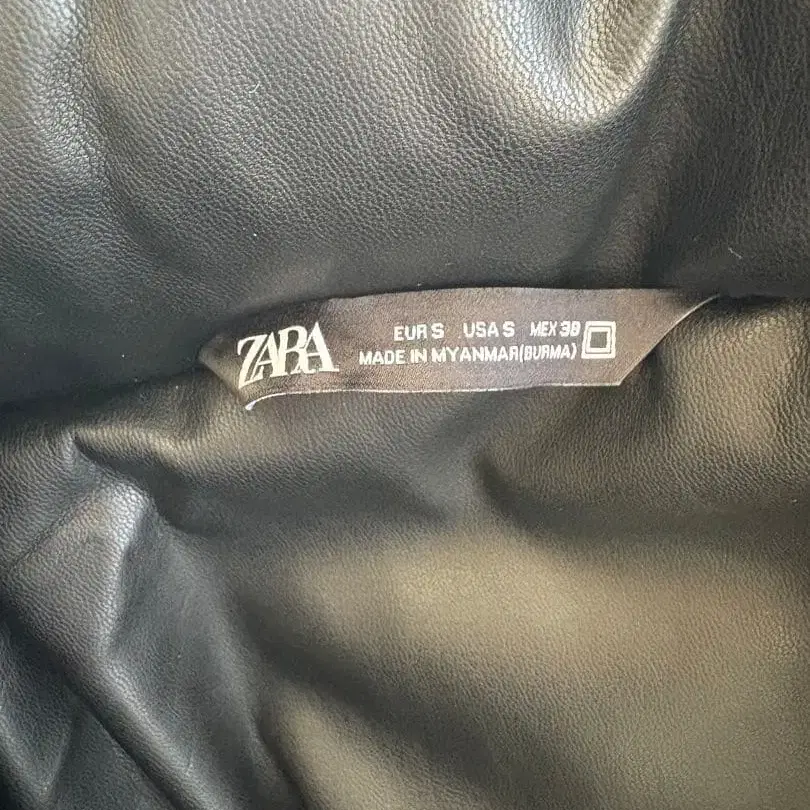 ZARA
EUR S USA S MEX 38
MADE IN MYANMAR(BURMA)